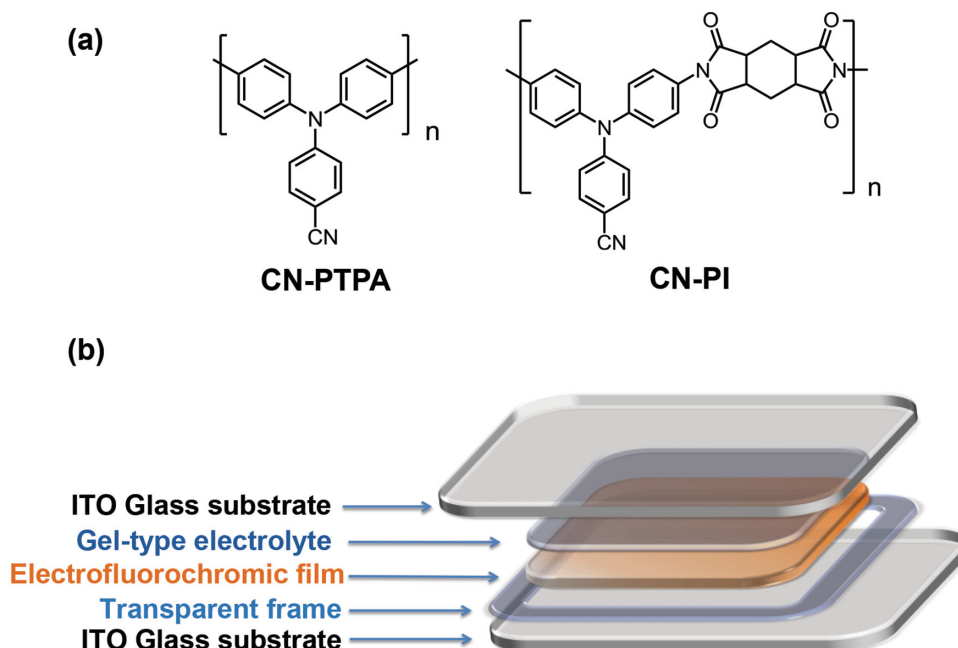 (a)
n
CN
CN-PTPA
O
O
N
N
N
N
O
O
n
CN
CN-PI
(b)
ITO Glass substrate
Gel-type electrolyte
Electrofluorochromic film
Transparent frame
ITO Glass substrate